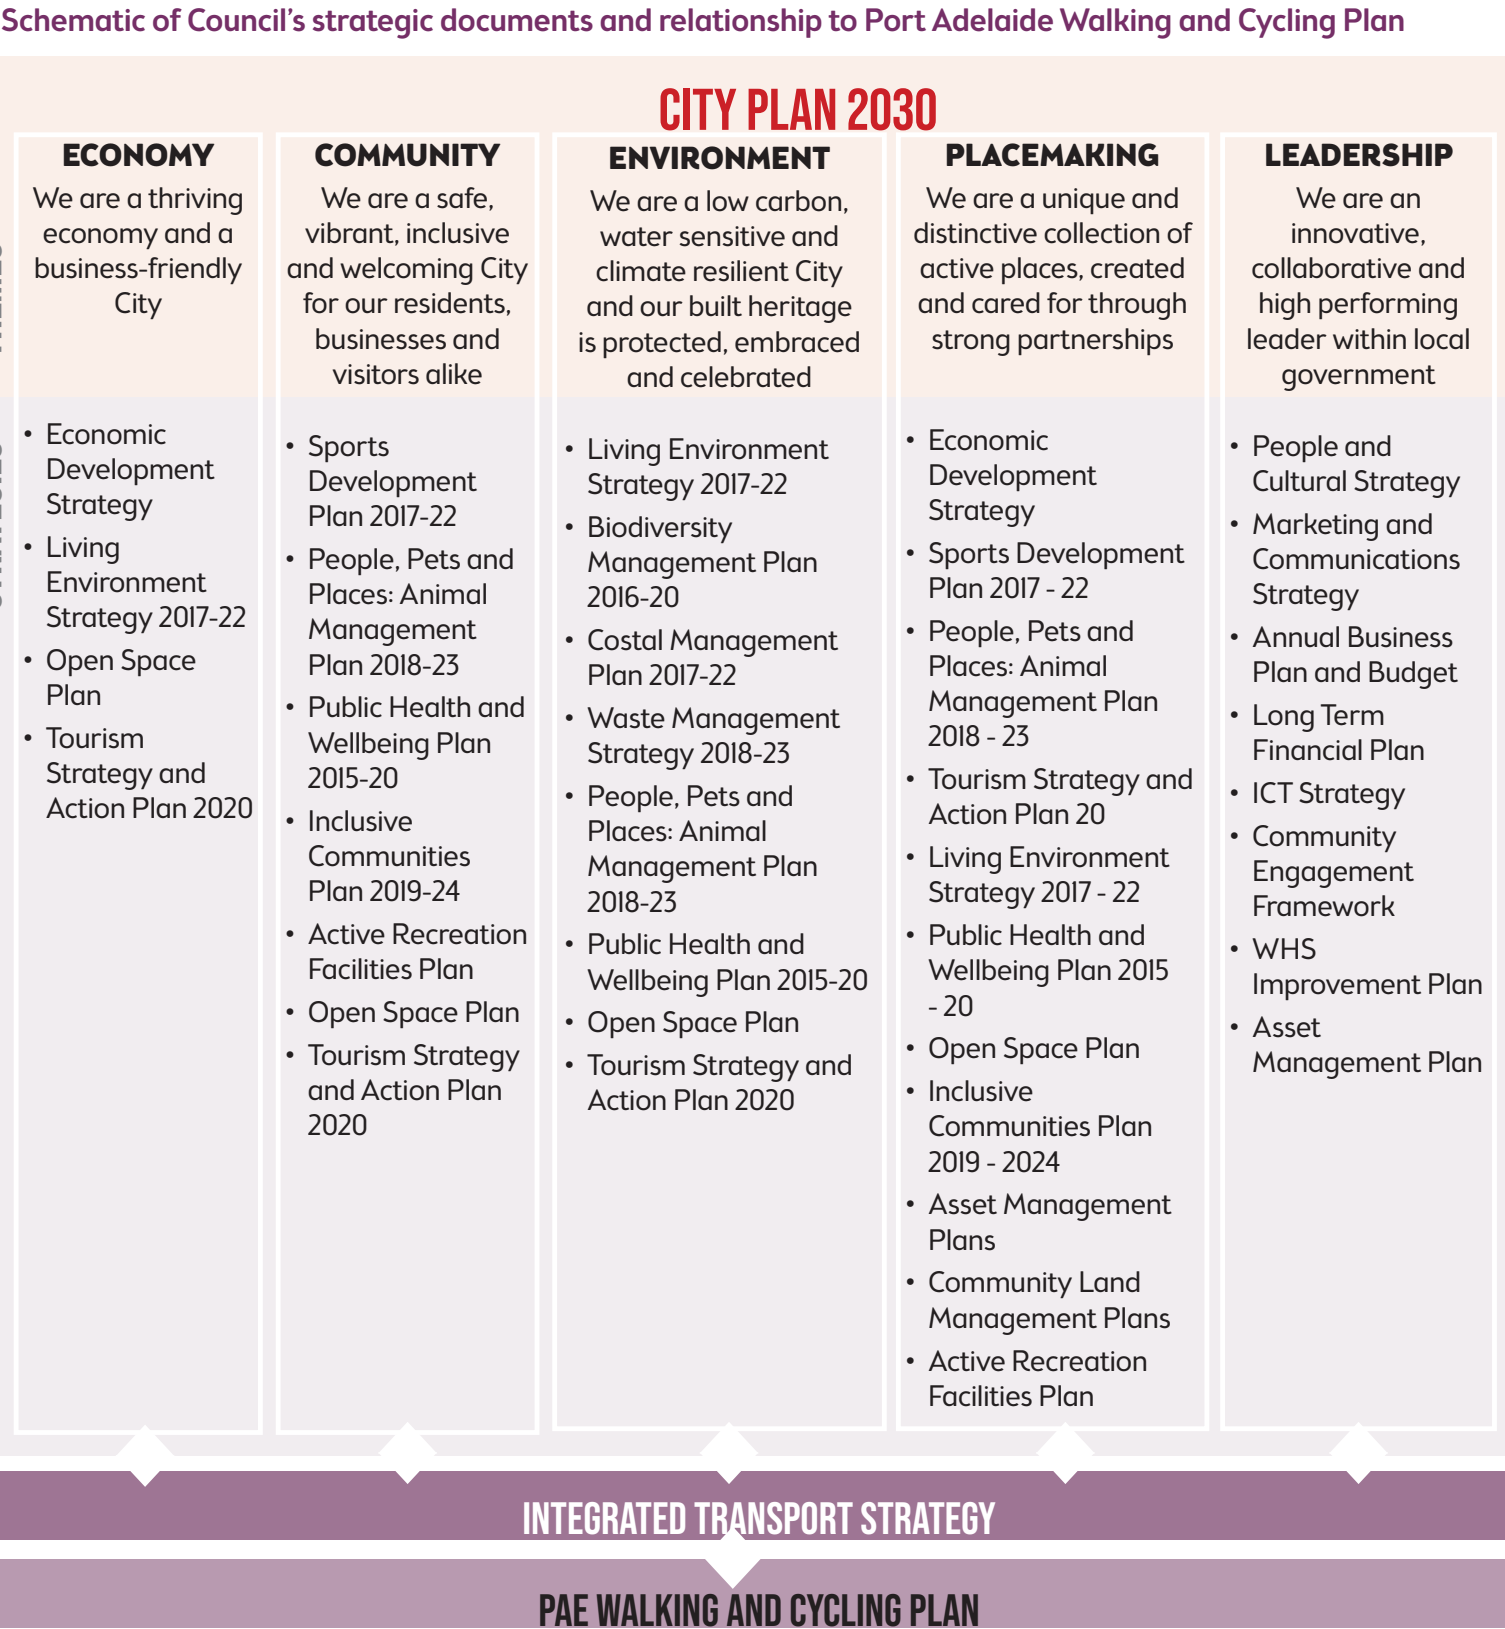 Schematic of Council's strategic documents and relationship to Port Adelaide Walking and Cycling Plan
CITY PLAN 2030
ECONOMY
We are a thriving
economy and a
business-friendly
City
• Economic
Development
Strategy
• Living
Environment
Strategy 2017-22
• Open Space
Plan
• Tourism
Strategy and
Action Plan 2020
COMMUNITY
We are a safe,
vibrant, inclusive
and welcoming City
for our residents,
businesses and
visitors alike
• Sports
Development
Plan 2017-22
• People, Pets and
Places: Animal
Management
Plan 2018-23
• Public Health and
Wellbeing Plan
2015-20
• Inclusive
Communities
Plan 2019-24
• Active Recreation
Facilities Plan
• Open Space Plan
• Tourism Strategy
and Action Plan
2020
ENVIRONMENT
We are a low carbon,
water sensitive and
climate resilient City
and our built heritage
is protected, embraced
and celebrated
• Living Environment
Strategy 2017-22
• Biodiversity
Management Plan
2016-20
• Costal Management
Plan 2017-22
• Waste Management
Strategy 2018-23
• People, Pets and
Places: Animal
Management Plan
2018-23
• Public Health and
Wellbeing Plan 2015-20
• Open Space Plan
• Tourism Strategy and
Action Plan 2020
PLACEMAKING
We are a unique and
distinctive collection of
active places, created
and cared for through
strong partnerships
• Economic
Development
Strategy
• Sports Development
Plan 2017 - 22
• People, Pets and
Places: Animal
Management Plan
2018 - 23
• Tourism Strategy and
Action Plan 20
• Living Environment
Strategy 2017 - 22
• Public Health and
Wellbeing Plan 2015
- 20
• Open Space Plan
• Inclusive
Communities Plan
2019 - 2024
• Asset Management
Plans
• Community Land
Management Plans
• Active Recreation
Facilities Plan
LEADERSHIP
We are an
innovative,
collaborative and
high performing
leader within local
government
• People and
Cultural Strategy
• Marketing and
Communications
Strategy
• Annual Business
Plan and Budget
• Long Term
Financial Plan
• ICT Strategy
• Community
Engagement
Framework
• WHS
Improvement Plan
• Asset
Management Plan
INTEGRATED TRANSPORT STRATEGY
PAE WALKING AND CYCLING PLAN